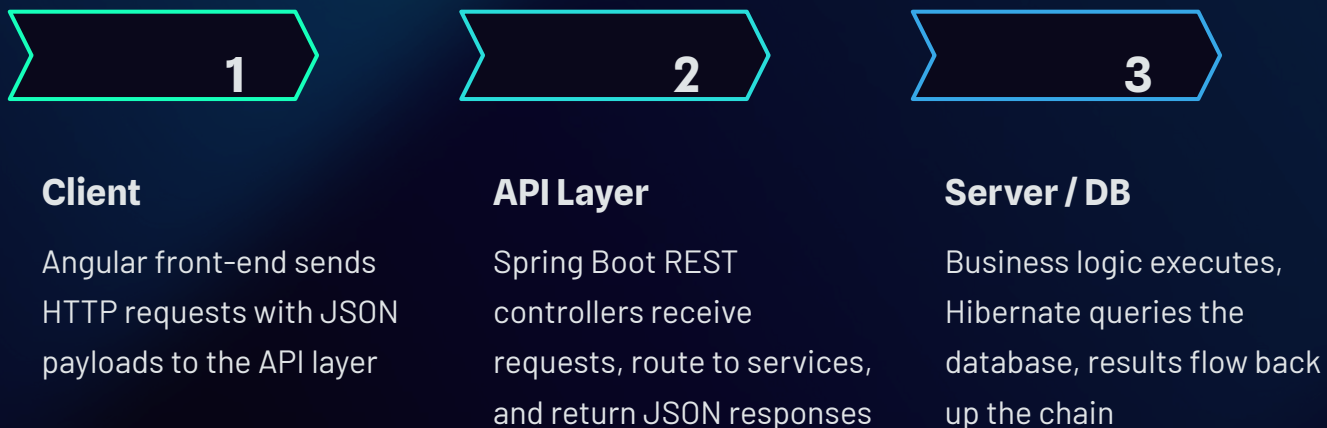 1
2
3
Client
Angular front-end sends
HTTP requests with JSON
payloads to the API layer
API Layer
Spring Boot REST
controllers receive
requests, route to services,
and return JSON responses
Server / DB
Business logic executes,
Hibernate queries the
database, results flow back
up the chain